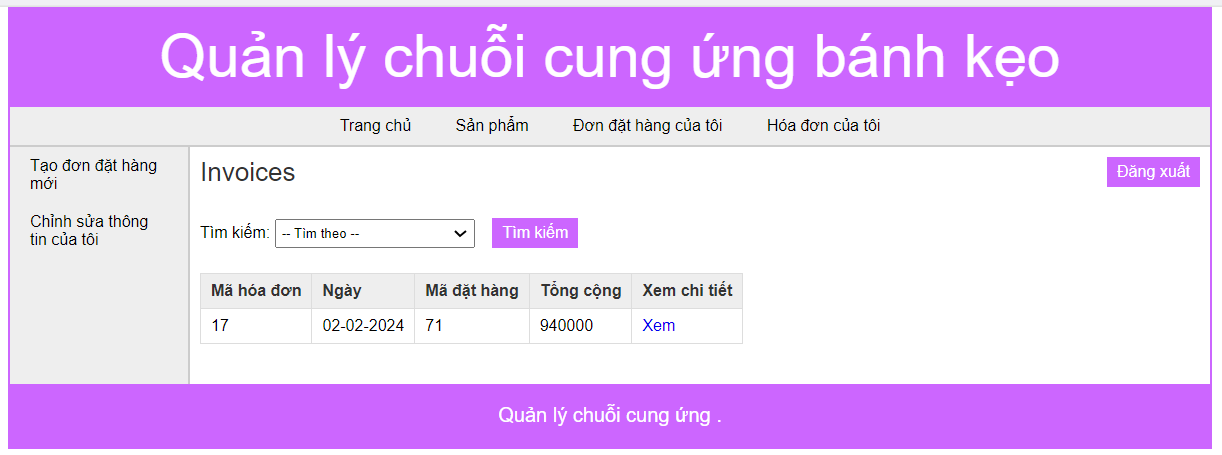 Quản lý chuỗi cung ứng bánh kẹo
Trang chủ Sản phẩm Đơn đặt hàng của tôi Hóa đơn của tôi
Tạo đơn đặt hàng
mới
Chỉnh sửa thông
tin của tôi
Invoices
Đăng xuất
Tìm kiếm: -- Tìm theo -- Tìm kiếm
Mã hóa đơn Ngày Mã đặt hàng Tổng cộng Xem chi tiết
17 02-02-2024 71 940000 Xem
Quản lý chuỗi cung ứng .